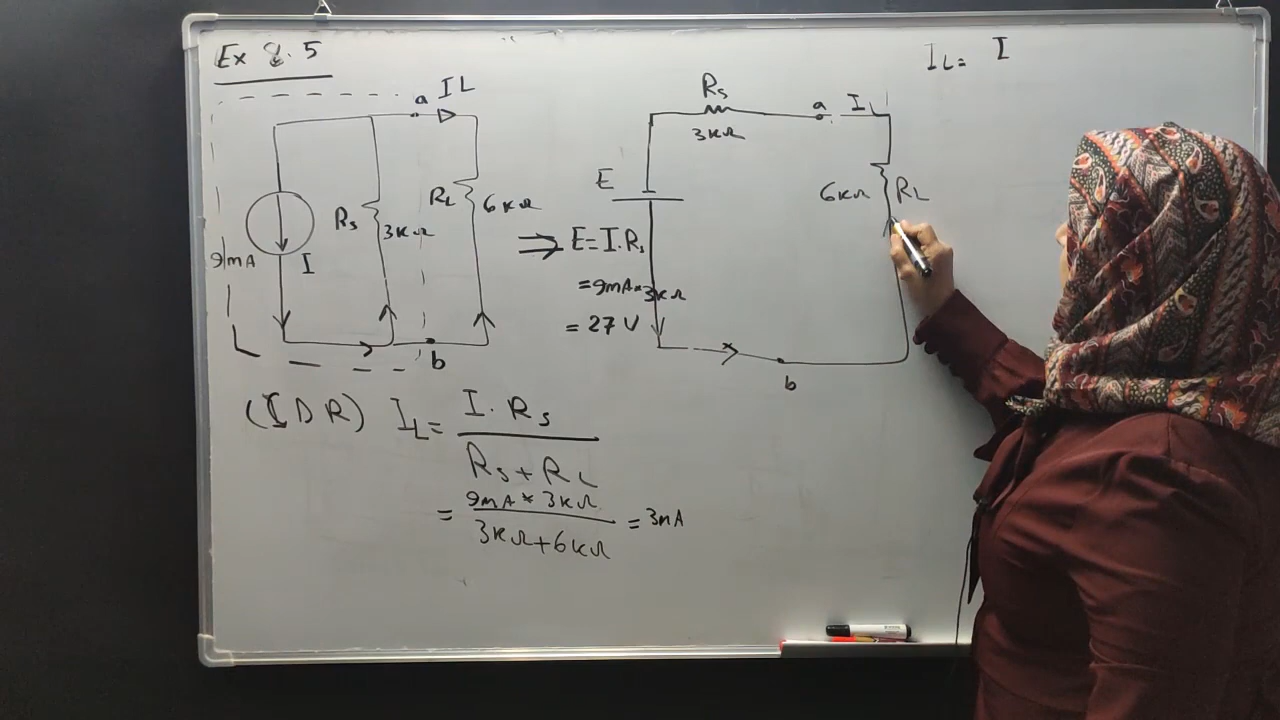 Ex 8.5
IL= I
a IL
Rs
3KΩ
a IL
E
RL 6KΩ
6KΩ RL
Rs 3KΩ
9mA I
⇒ E=I.Rs
=9mA*3KΩ
= 27 V
b
b
(IDR) IL= I. Rs
Rs+RL
= 9mA * 3KΩ
3KΩ+6KΩ
= 3mA